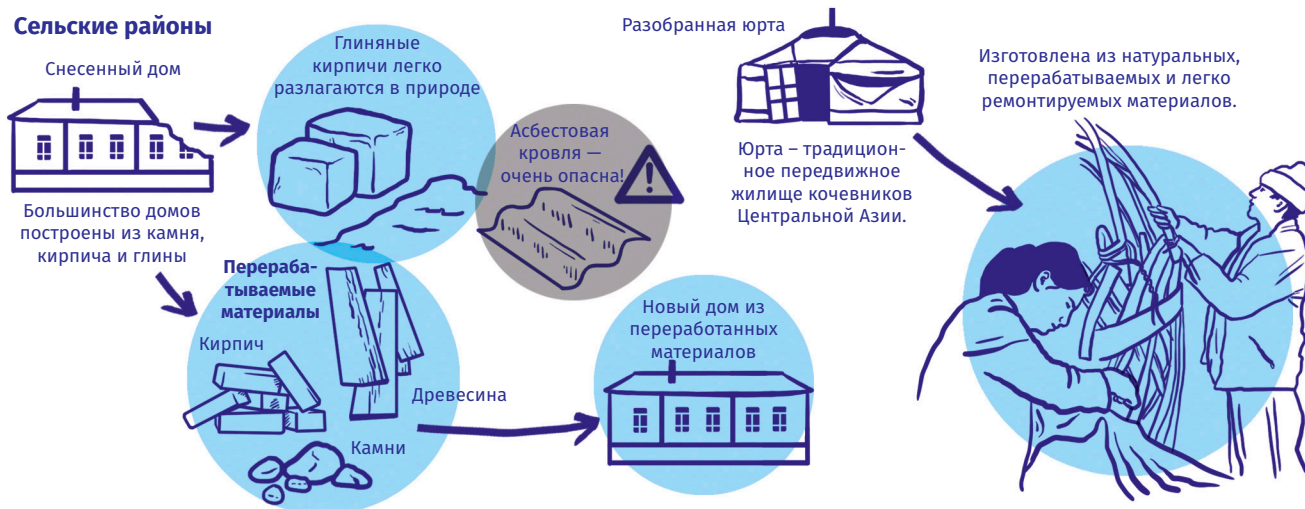 Сельские районы
Снесенный дом
Большинство домов
построены из камня,
кирпича и глины
Глиняные
кирпичи легко
разлагаются в природе
Асбестовая
кровля —
очень опасна!
Перераба-
тываемые
материалы
Кирпич
Древесина
Камни
Новый дом из
переработанных
материалов
Разобранная юрта
Юрта – традицион-
ное передвижное
жилище кочевников
Центральной Азии.
Изготовлена из натуральных,
перерабатываемых и легко
ремонтируемых материалов.